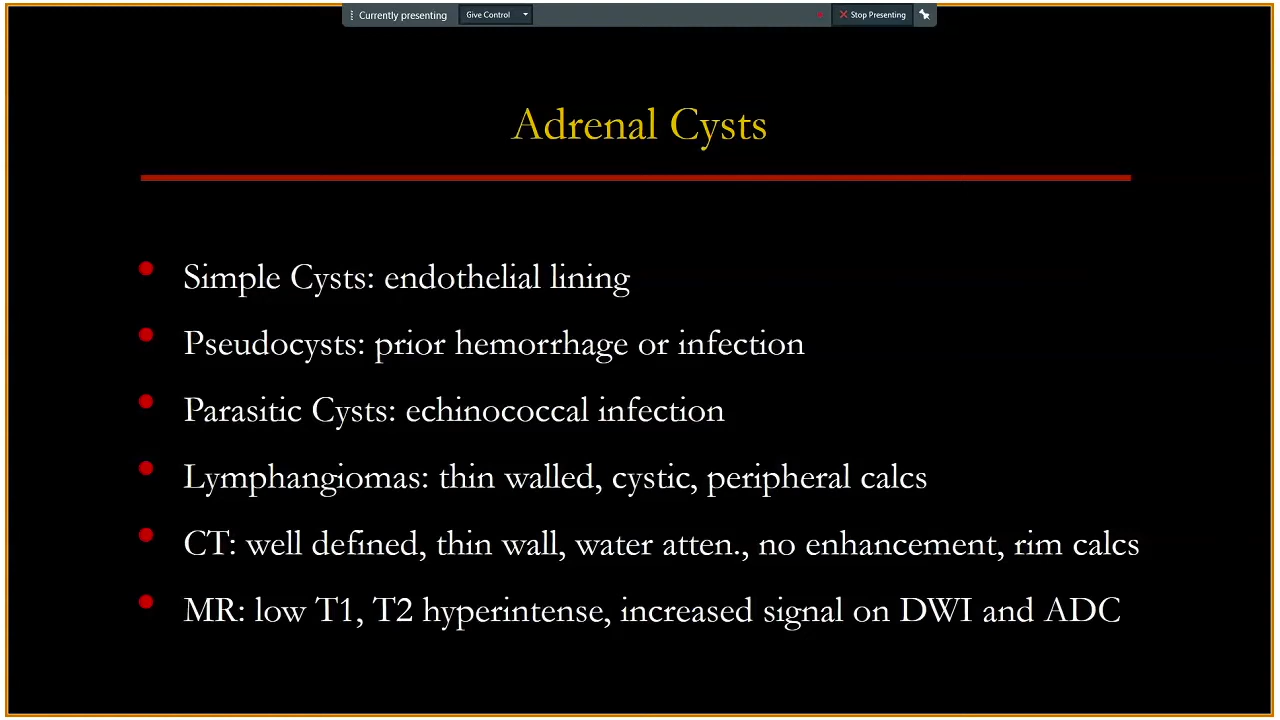 Currently presenting
Give Control
Stop Presenting
Adrenal Cysts
Simple Cysts: endothelial lining
Pseudocysts: prior hemorrhage or infection
Parasitic Cysts: echinococcal infection
Lymphangiomas: thin walled, cystic, peripheral calcs
CT: well defined, thin wall, water atten., no enhancement, rim calcs
MR: low T1, T2 hyperintense, increased signal on DWI and ADC